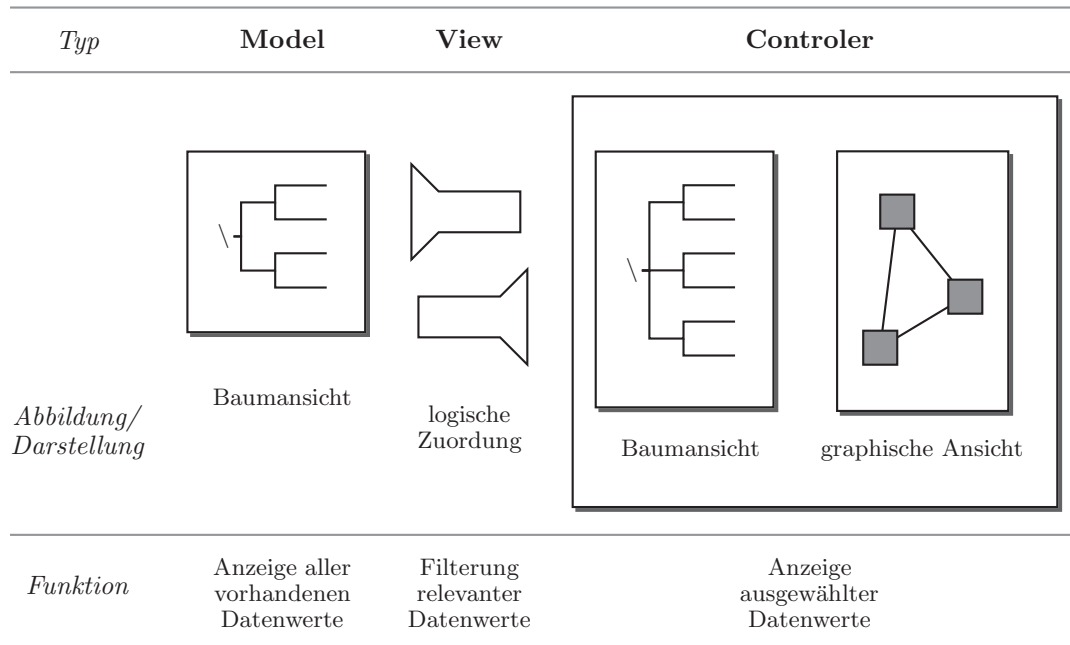 Typ Model View Controler
Baumansicht
Abbildung/
Darstellung
logische
Zuordung
Baumansicht graphische Ansicht
Funktion
Anzeige aller
vorhandenen
Datenwerte
Filterung
relevanter
Datenwerte
Anzeige
ausgewählter
Datenwerte